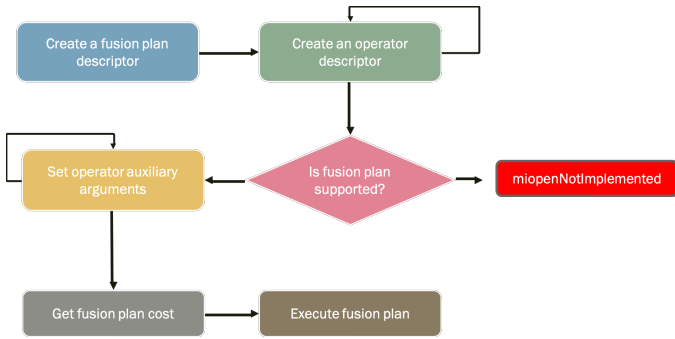 Create a fusion plan
descriptor
Create an operator
descriptor
Set operator auxiliary
arguments
Is fusion plan
supported?
miopenNotImplemented
Get fusion plan cost
Execute fusion plan